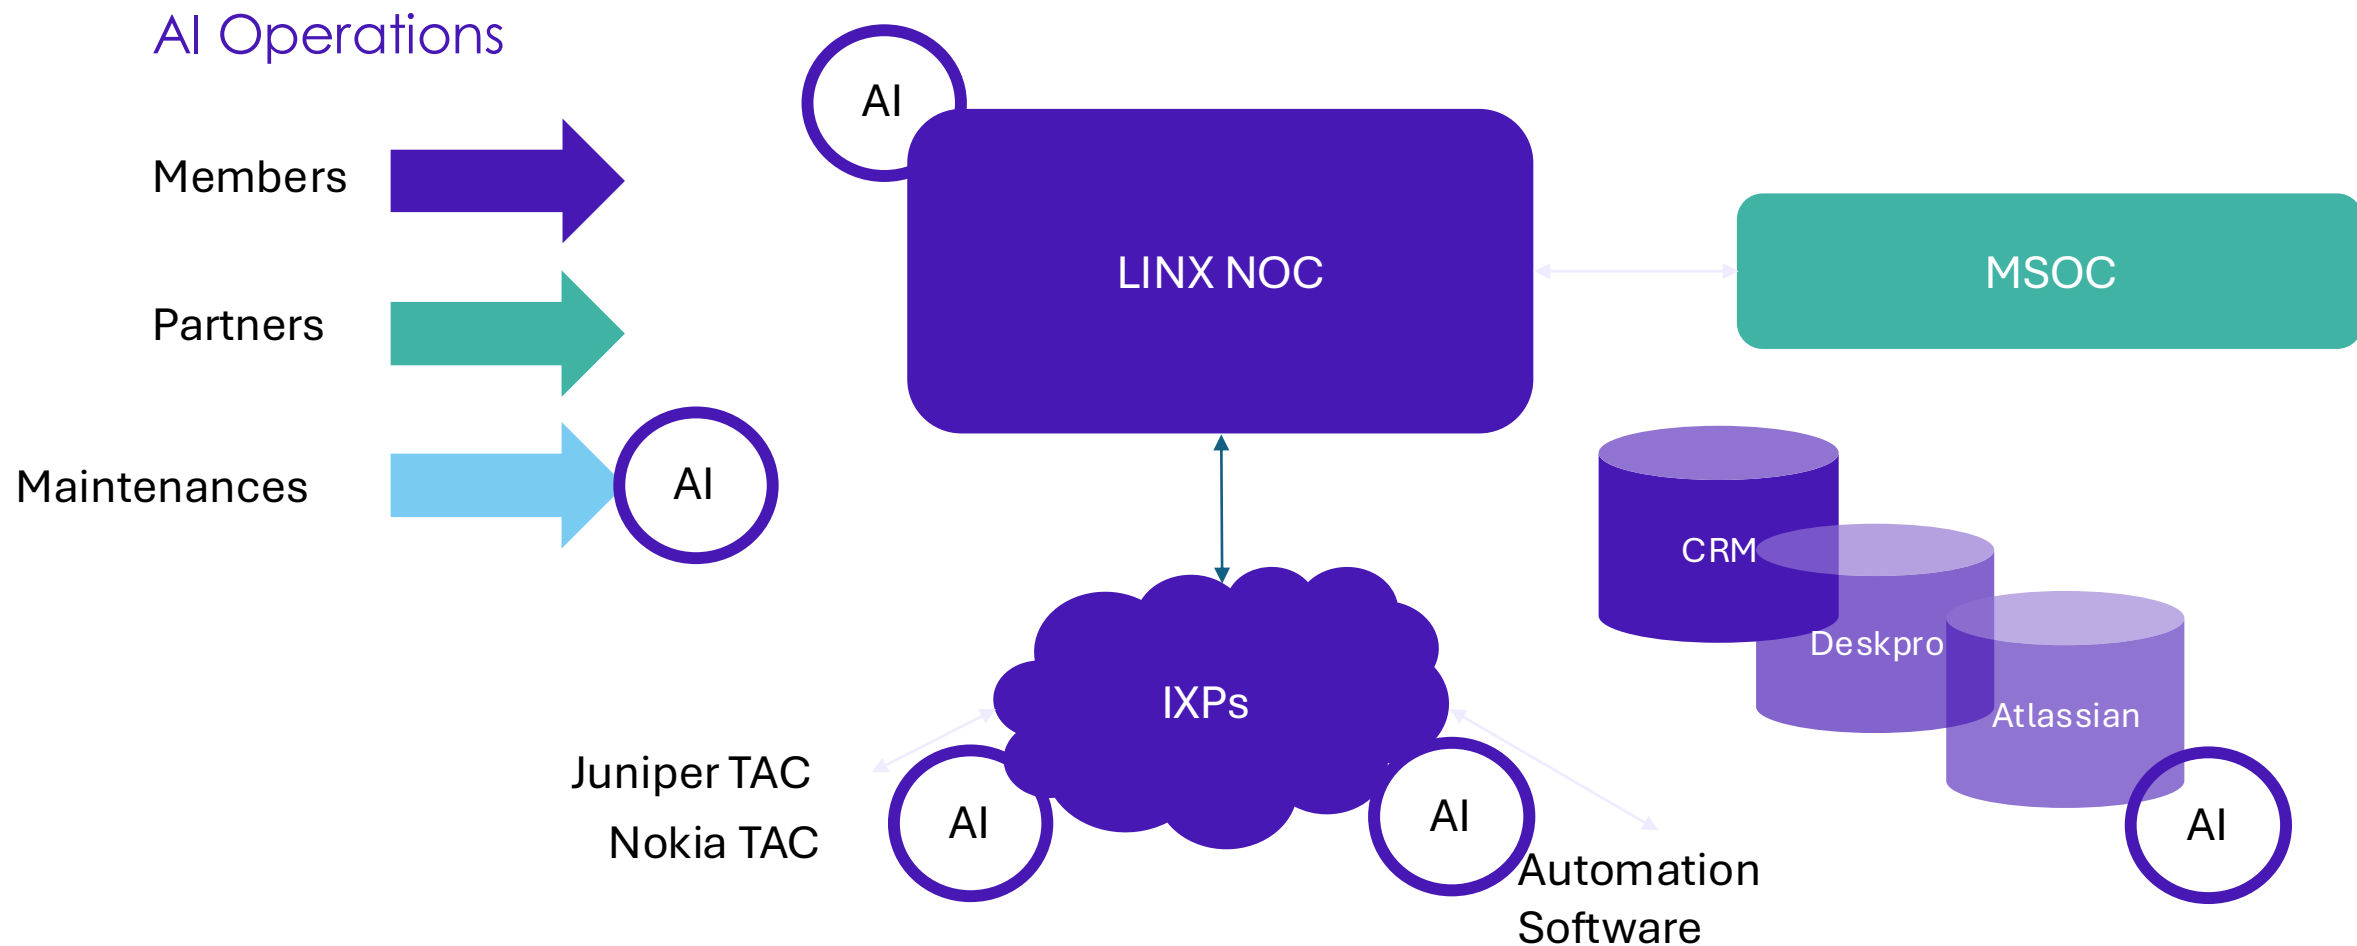 AI Operations
AI
Members
LINX NOC
MSOC
Partners
Maintenances
AI
CRM
Deskpro
IXPs
Atlassian
Juniper TAC
Nokia TAC
AI
AI
AI
Automation
Software